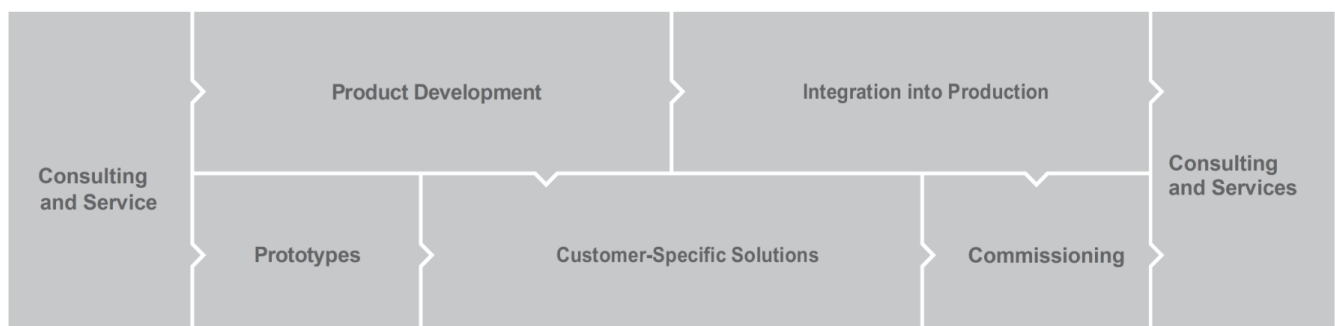 Consulting
and Service
Product Development
Integration into Production
Prototypes
Customer-Specific Solutions
Commissioning
Consulting
and Services